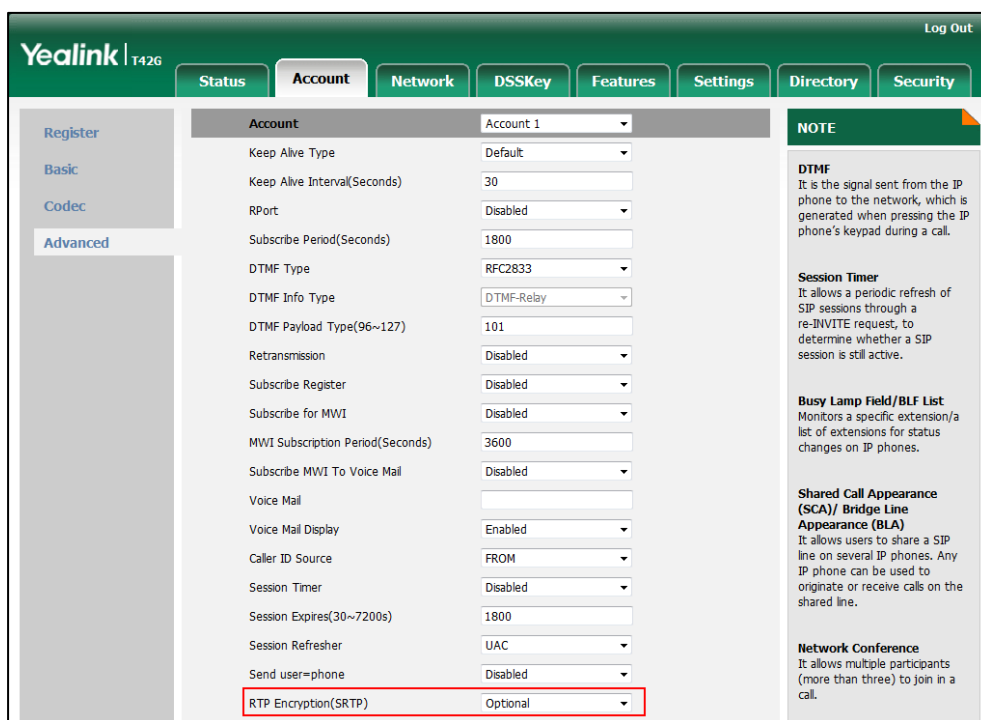 Log Out
Yealink | T42G
Status Account Network DSSKey Features Settings Directory Security
Register
Basic
Codec
Advanced
Account Account 1
Keep Alive Type Default
Keep Alive Interval(Seconds) 30
RPort Disabled
Subscribe Period(Seconds) 1800
DTMF Type RFC2833
DTMF Info Type DTMF-Relay
DTMF Payload Type(96~127) 101
Retransmission Disabled
Subscribe Register Disabled
Subscribe for MWI Disabled
MWI Subscription Period(Seconds) 3600
Subscribe MWI To Voice Mail Disabled
Voice Mail
Voice Mail Display Enabled
Caller ID Source FROM
Session Timer Disabled
Session Expires(30~7200s) 1800
Session Refresher UAC
Send user=phone Disabled
RTP Encryption(SRTP) Optional
NOTE
DTMF
It is the signal sent from the IP
phone to the network, which is
generated when pressing the IP
phone's keypad during a call.
Session Timer
It allows a periodic refresh of
SIP sessions through a
re-INVITE request, to
determine whether a SIP
session is still active.
Busy Lamp Field/BLF List
Monitors a specific extension/a
list of extensions for status
changes on IP phones.
Shared Call Appearance
(SCA)/ Bridge Line
Appearance (BLA)
It allows users to share a SIP
line on several IP phones. Any
IP phone can be used to
originate or receive calls on the
shared line.
Network Conference
It allows multiple participants
(more than three) to join in a
call.